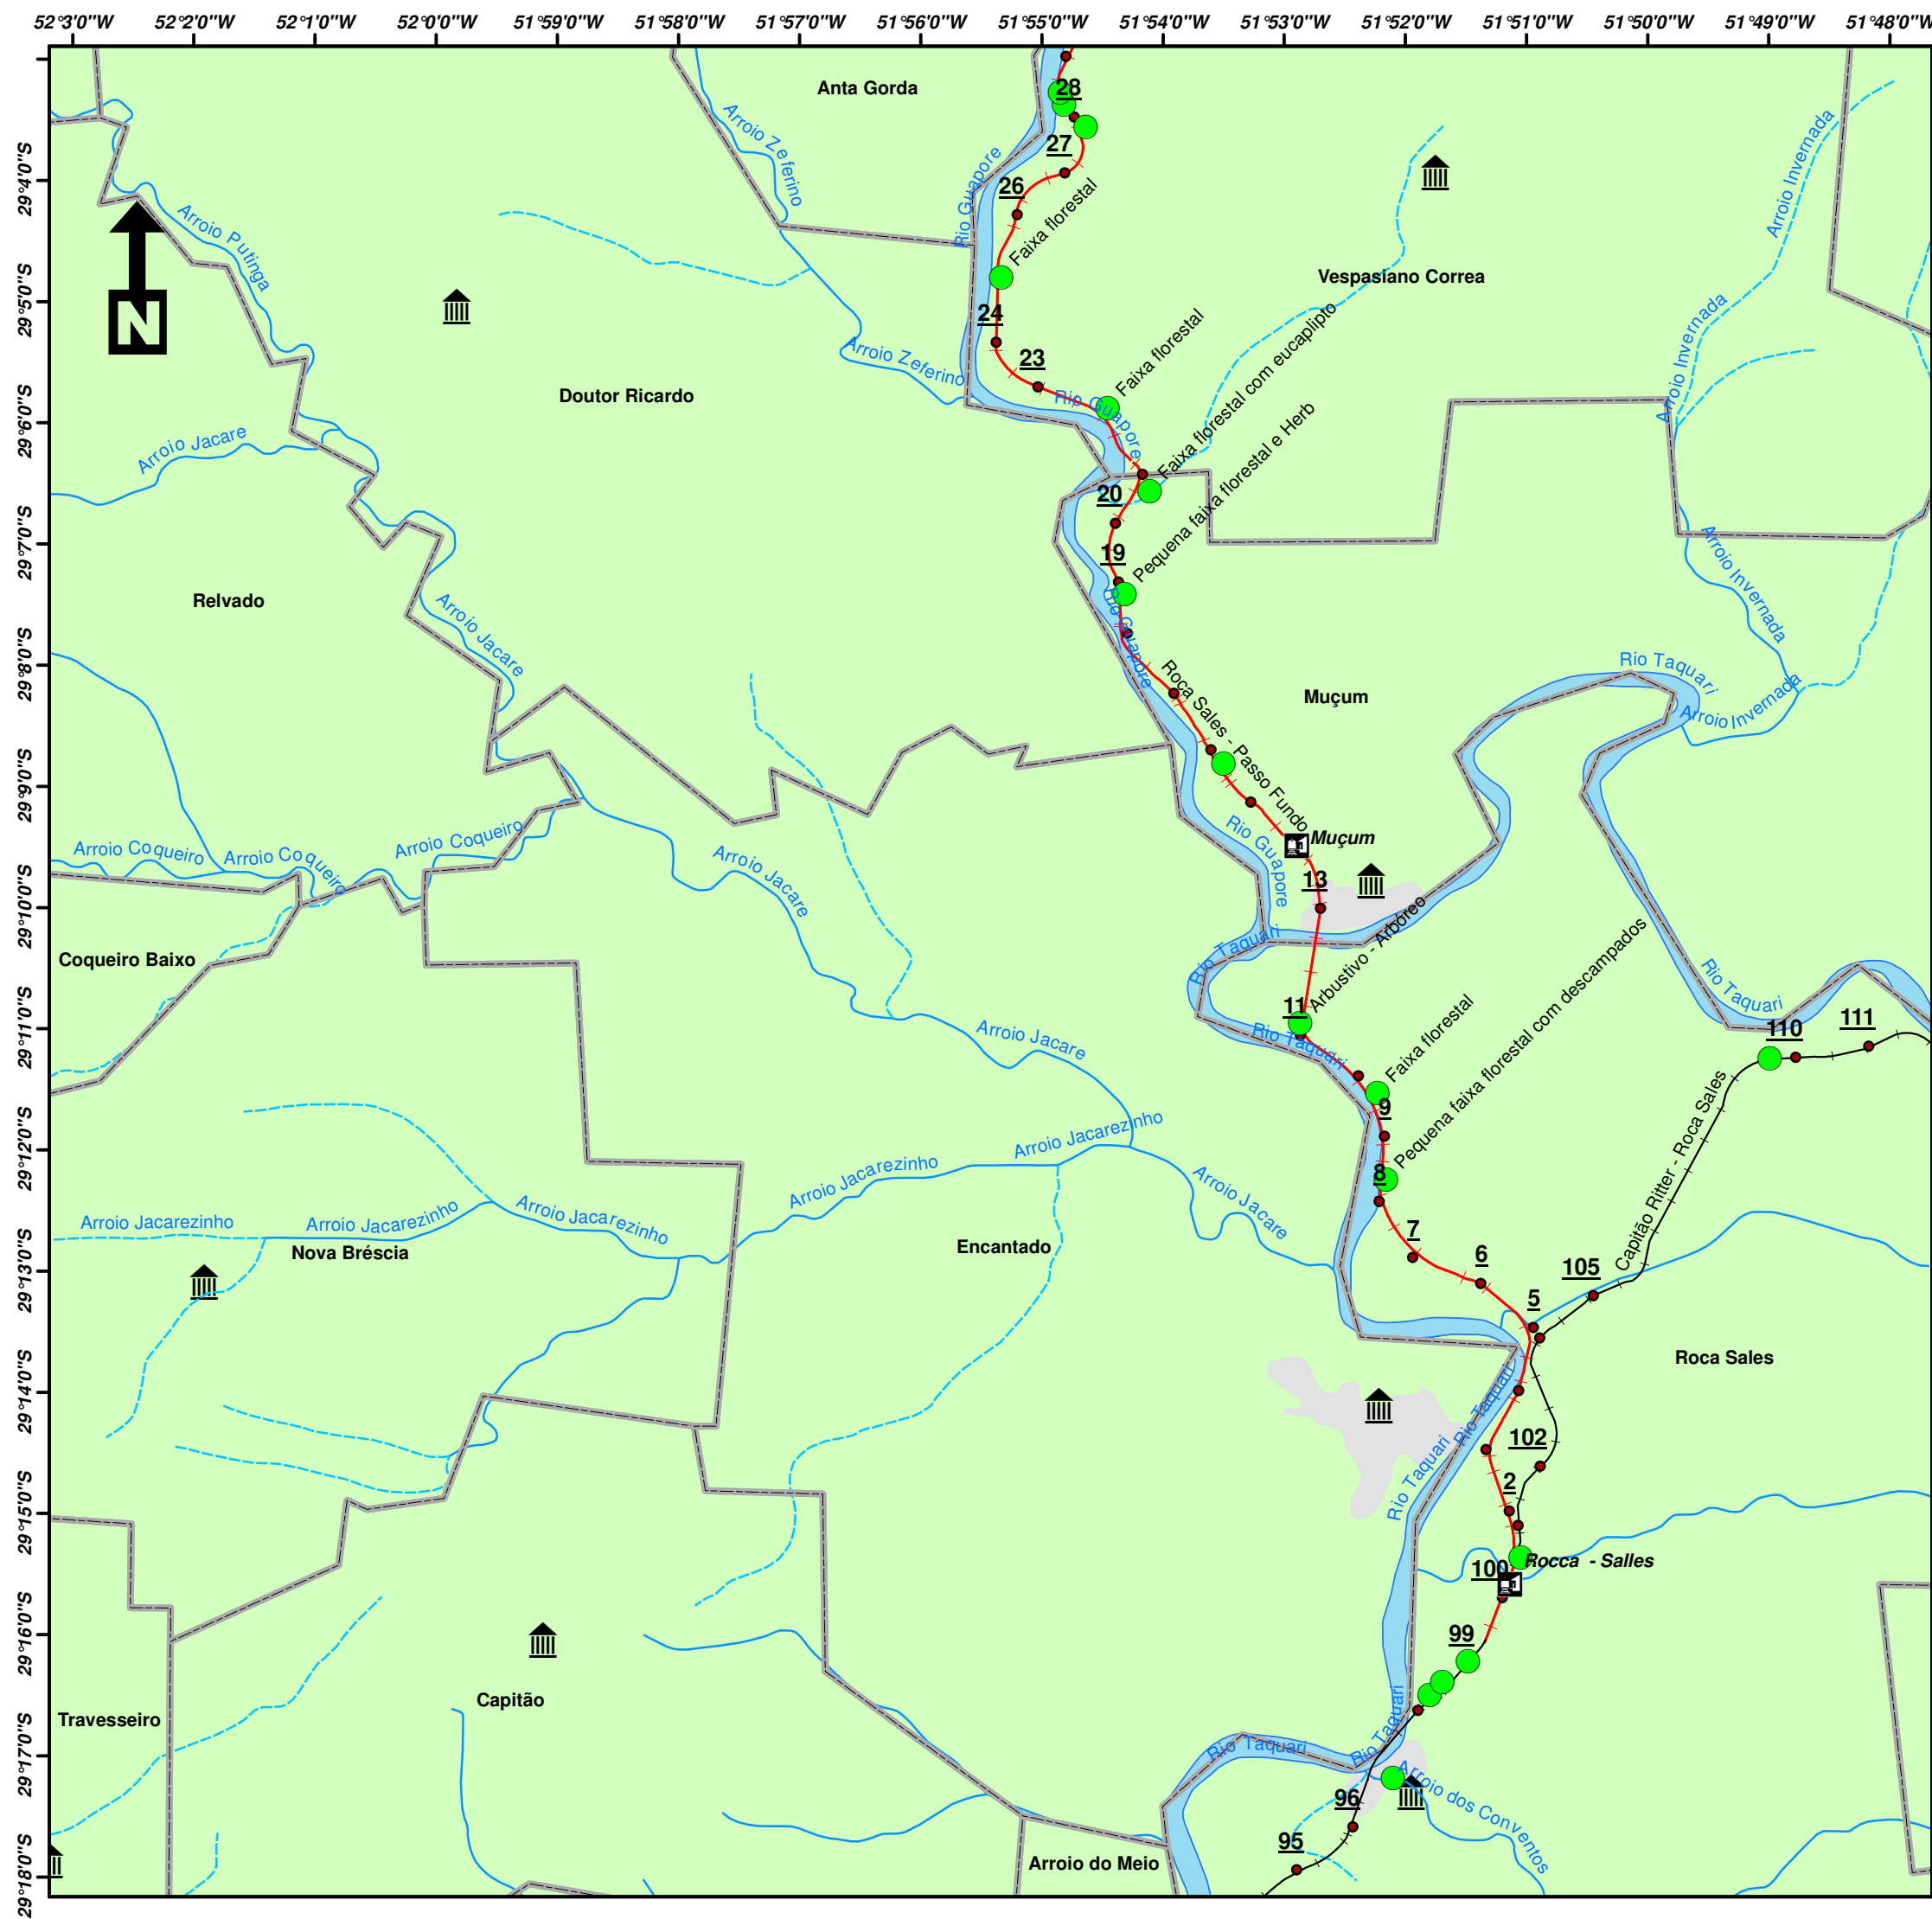 52°3'0"W
52°2'0"W
52°1'0"W
52°0'0"W
51°59'0"W
51°58'0"W
51°57'0"W
51°56'0"W
51°55'0"W
51°54'0"W
51°53'0"W
51°52'0"W
51°51'0"W
51°50'0"W
51°49'0"W
51°48'0"W
Anta Gorda
28
27
26
29°4'0"S
Arroio Zeferino
Rio Guapore
Faixa florestal
Arroio Invernada
Arroio Putinga
N
Vespasiano Correa
29°5'0"S
24
23
Arroio Zeferino
Faixa florestal
Faixa florestal com eucaplipto
Arroio Invernada
Doutor Ricardo
Rio Guapore
29°6'0"S
Arroio Jacare
Pequena faixa florestal e Herb
20
29°7'0"S
19
Arroio Invernada
Relvado
Arroio Jacare
Rio Guapore
29°8'0"S
Roca Sales - Passo Fundo
Muçum
Rio Taquari
Arroio Invernada
29°9'0"S
Arroio Coqueiro
Arroio Coqueiro
Arroio Coqueiro
Arroio Jacare
Rio Guapore
Muçum
13
29°10'0"S
Coqueiro Baixo
Rio Taquari
Arbustivo - Arbóreo
11
Rio Taquari
Rio Taquari
110
111
29°11'0"S
Arroio Jacare
Faixa florestal
Pequena faixa florestal com descampados
Capitão Ritter - Roca Sales
9
8
29°12'0"S
Arroio Jacarezinho
Arroio Jacarezinho
Arroio Jacarezinho
Arroio Jacarezinho
Arroio Jacarezinho
Arroio Jacare
Nova Bréscia
Encantado
7
6
105
5
29°13'0"S
Roca Sales
29°14'0"S
Rio Taquari
Rio Taquari
102
2
29°15'0"S
Rocca - Salles
100
29°16'0"S
99
Capitão
Travesseiro
29°17'0"S
Rio Taquari
Rio Taquari
Arroio dos Conventos
96
95
Arroio do Meio
29°18'0"S